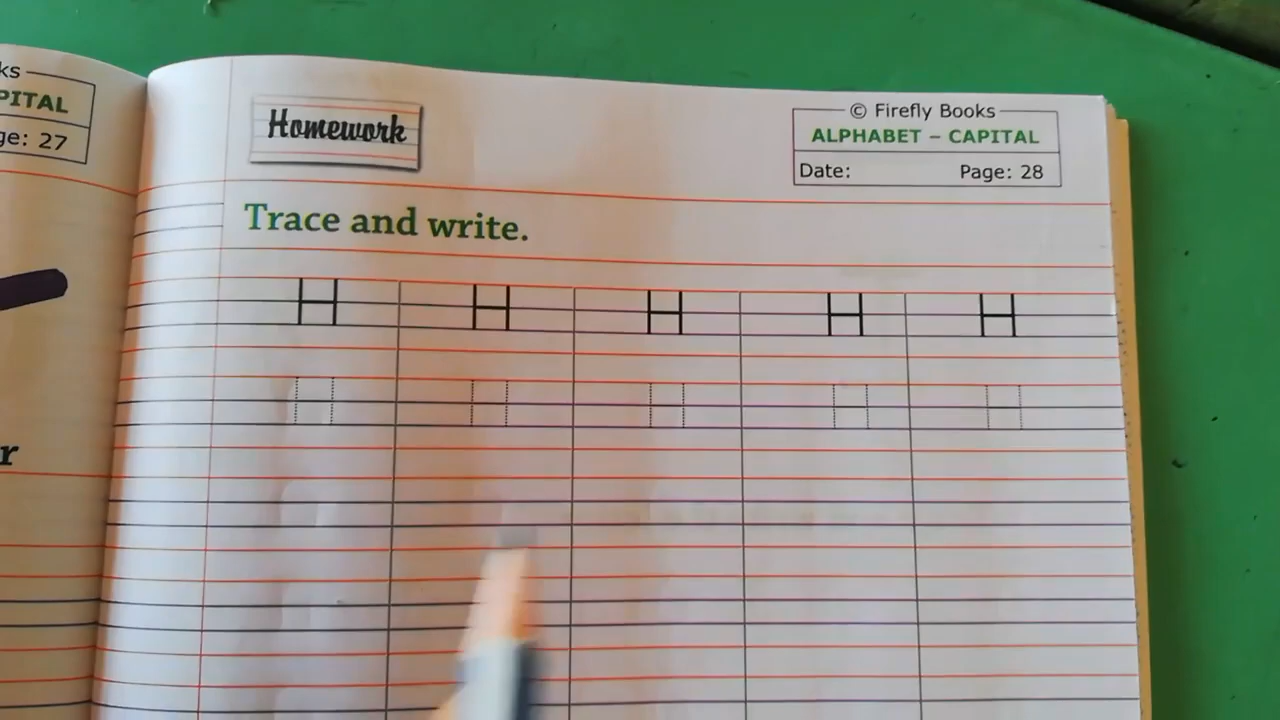 ks
PITAL
ge: 27
r
Homework
© Firefly Books
ALPHABET – CAPITAL
Date: Page: 28
Trace and write.
H H H H H
H H H H H